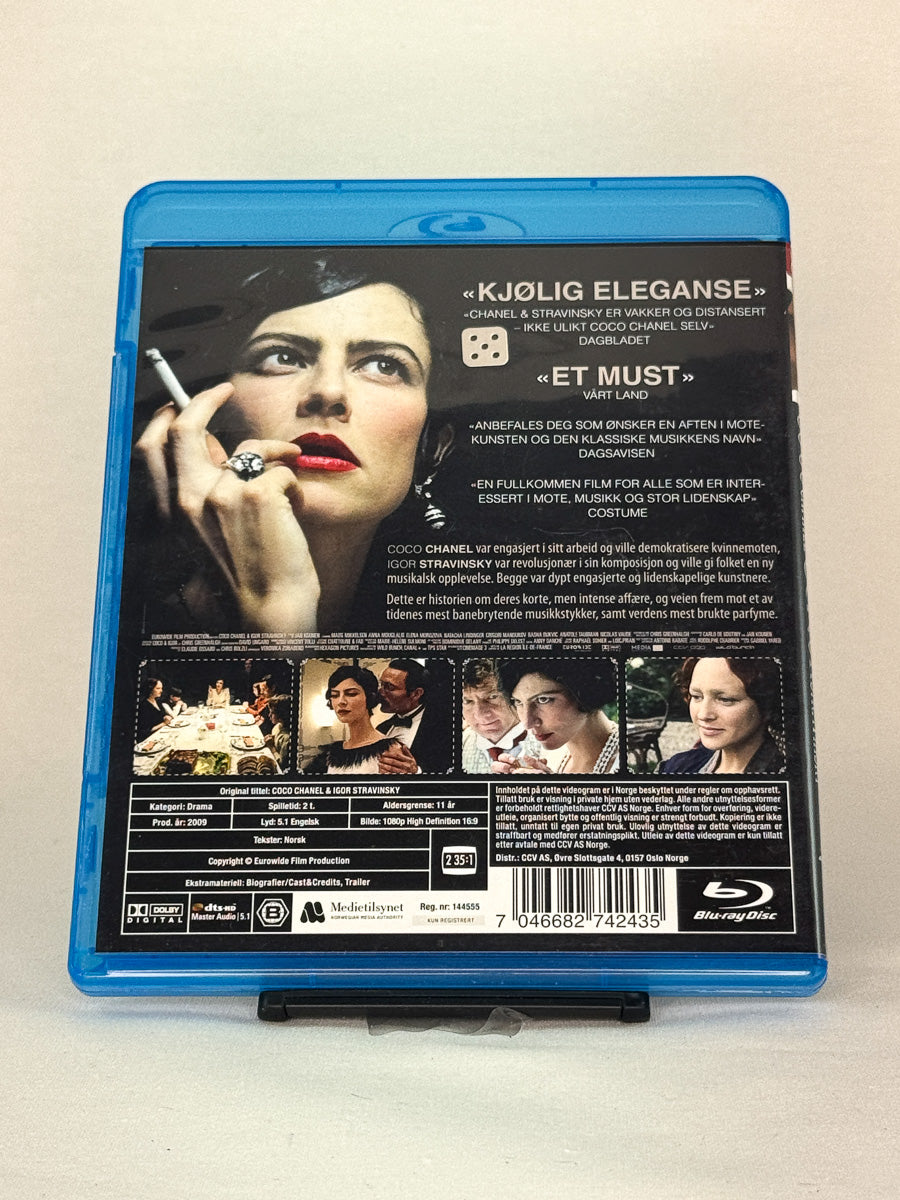 «KJØLIG ELEGANSE»
«CHANEL & STRAVINSKY ER VAKKER OG DISTANSERT
– IKKE ULIKT COCO CHANEL SELV»
DAGBLADET
«ET MUST»
VÅRT LAND
«ANBEFALES DEG SOM ØNSKER EN AFTEN I MOTE-
KUNSTEN OG DEN KLASSISKE MUSIKKENS NAVN»
DAGSAVISEN
«EN FULLKOMMEN FILM FOR ALLE SOM ER INTER-
ESSERT I MOTE, MUSIKK OG STOR LIDENSKAP»
COSTUME
COCO CHANEL var engasjert i sitt arbeid og ville demokratisere kvinnemoten,
IGOR STRAVINSKY var revolusjonær i sin komposisjon og ville gi folket en ny
musikalsk opplevelse. Begge var dypt engasjerte og lidenskapelige kunstnere.
Dette er historien om deres korte, men intense affære, og veien frem mot et av
tidenes mest banebrytende musikkstykker, samt verdens mest brukte parfyme.
Original tittel: COCO CHANEL & IGOR STRAVINSKY
Kategori: Drama
Spilletid: 2 t.
Aldersgrense: 11 år
Prod. år: 2009
Lyd: 5.1 Engelsk
Bilde: 1080p High Definition 16:9
Tekster: Norsk
Copyright © Eurowide Film Production
2 35:1
Ekstramateriell: Biografier/Cast&Credits, Trailer
Innholdet på dette videogram er i Norge beskyttet under regler om opphavsrett.
Tillatt bruk er visning i private hjem uten vederlag. Alle andre utnyttelsesformer
er forbeholdt rettighetshaver CCV AS Norge. Enhver form for overføring, video-
utleie, organisert bytte og offentlig visning er strengt forbudt. Kopiering er ikke
tillatt, unntatt til egen privat bruk. Ulovlig utnyttelse av dette videogram er
straffbart og medfører erstatningsplikt. Utleie av dette videogram er kun tillatt
etter avtale med CCV AS Norge.
Distr.: CCV AS, Øvre Slottsgate 4, 0157 Oslo Norge
DOLBY
DIGITAL
dts-HD
Master Audio 5.1
B
Medietilsynet
NORWEGIAN MEDIA AUTHORITY
Reg. nr: 144555
KUN REGISTRERT
7 046682 742435
Blu-ray Disc